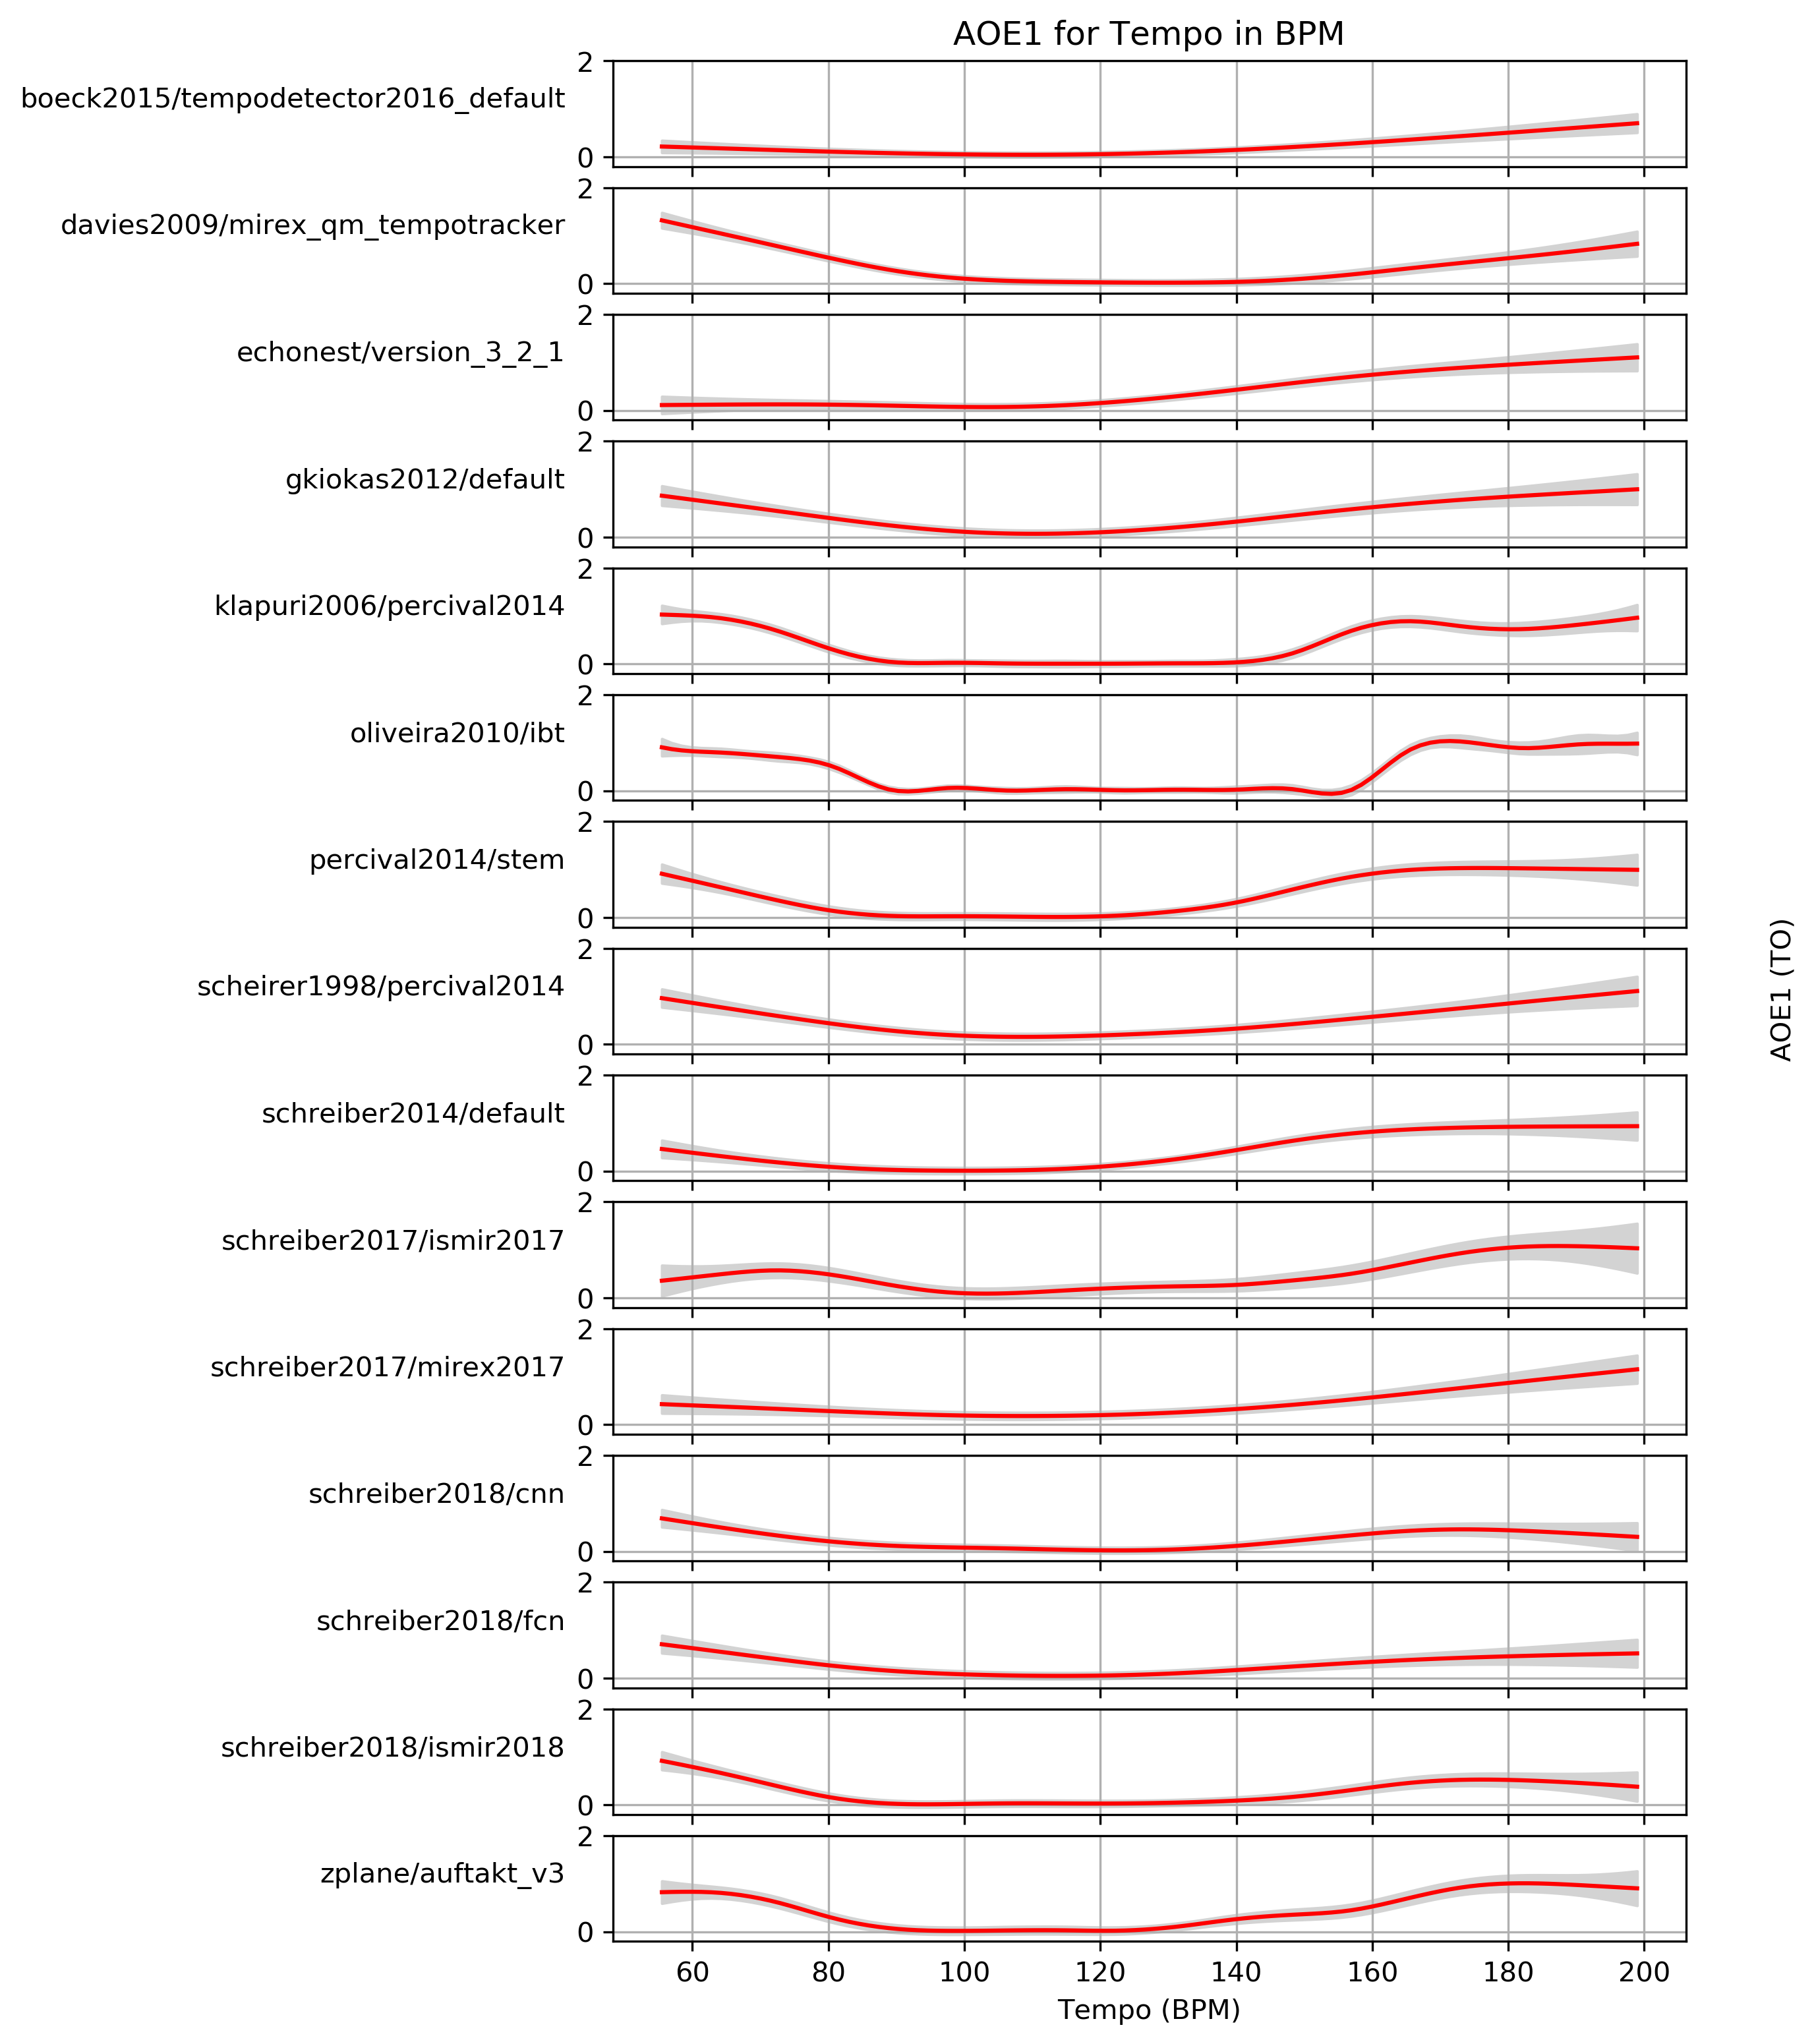 AOE1 for Tempo in BPM
boeck2015/tempodetector2016_default
2
0
davies2009/mirex_qm_tempotracker
2
0
echonest/version_3_2_1
2
0
gkiokas2012/default
2
0
klapuri2006/percival2014
2
0
oliveira2010/ibt
2
0
percival2014/stem
2
0
scheirer1998/percival2014
2
0
schreiber2014/default
2
0
schreiber2017/ismir2017
2
0
schreiber2017/mirex2017
2
0
schreiber2018/cnn
2
0
schreiber2018/fcn
2
0
schreiber2018/ismir2018
2
0
zplane/auftakt_v3
2
0
60 80 100 120 140 160 180 200
Tempo (BPM)
AOE1 (TO)